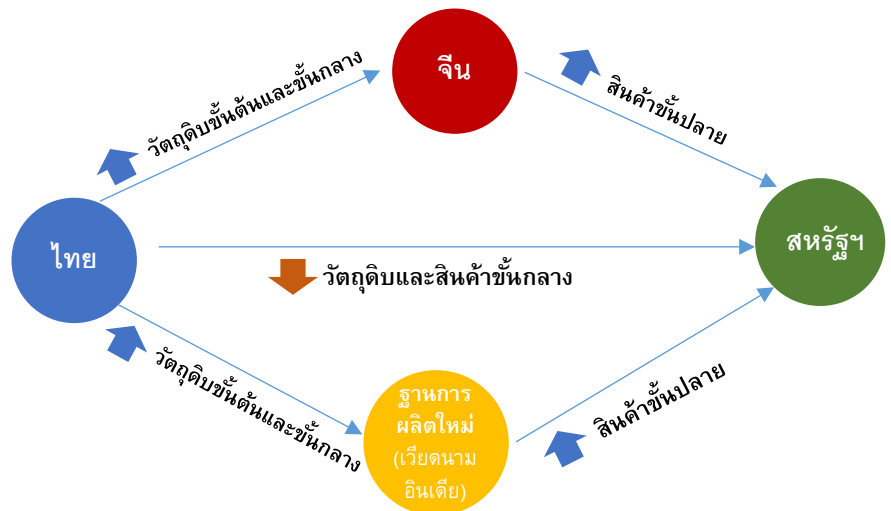 จีน
วัตถุดิบขั้นต้นและขั้นกลาง
สินค้าขั้นปลาย
ไทย
สหรัฐฯ
วัตถุดิบและสินค้าขั้นกลาง
วัตถุดิบขั้นต้นและขั้นกลาง
ฐานการ
ผลิตใหม่
(เวียดนาม
อินเดีย)
สินค้าขั้นปลาย